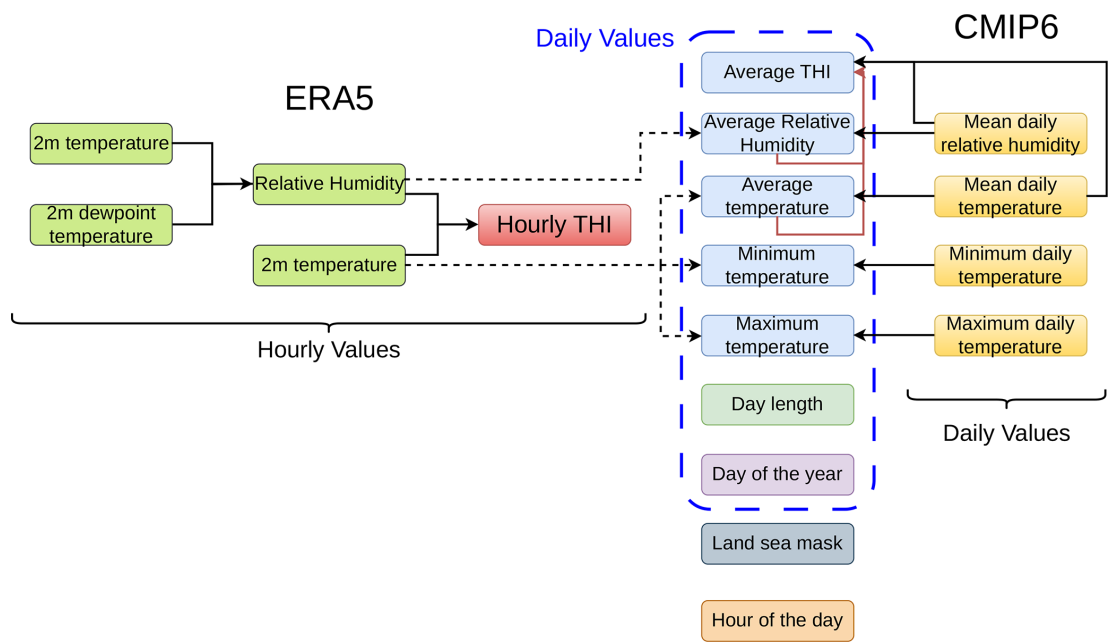 Daily Values
CMIP6
ERA5
2m temperature
2m dewpoint
temperature
Relative Humidity
2m temperature
Hourly THI
Hourly Values
Average THI
Average Relative
Humidity
Average
temperature
Minimum
temperature
Maximum
temperature
Day length
Day of the year
Land sea mask
Hour of the day
Mean daily
relative humidity
Mean daily
temperature
Minimum daily
temperature
Maximum daily
temperature
Daily Values